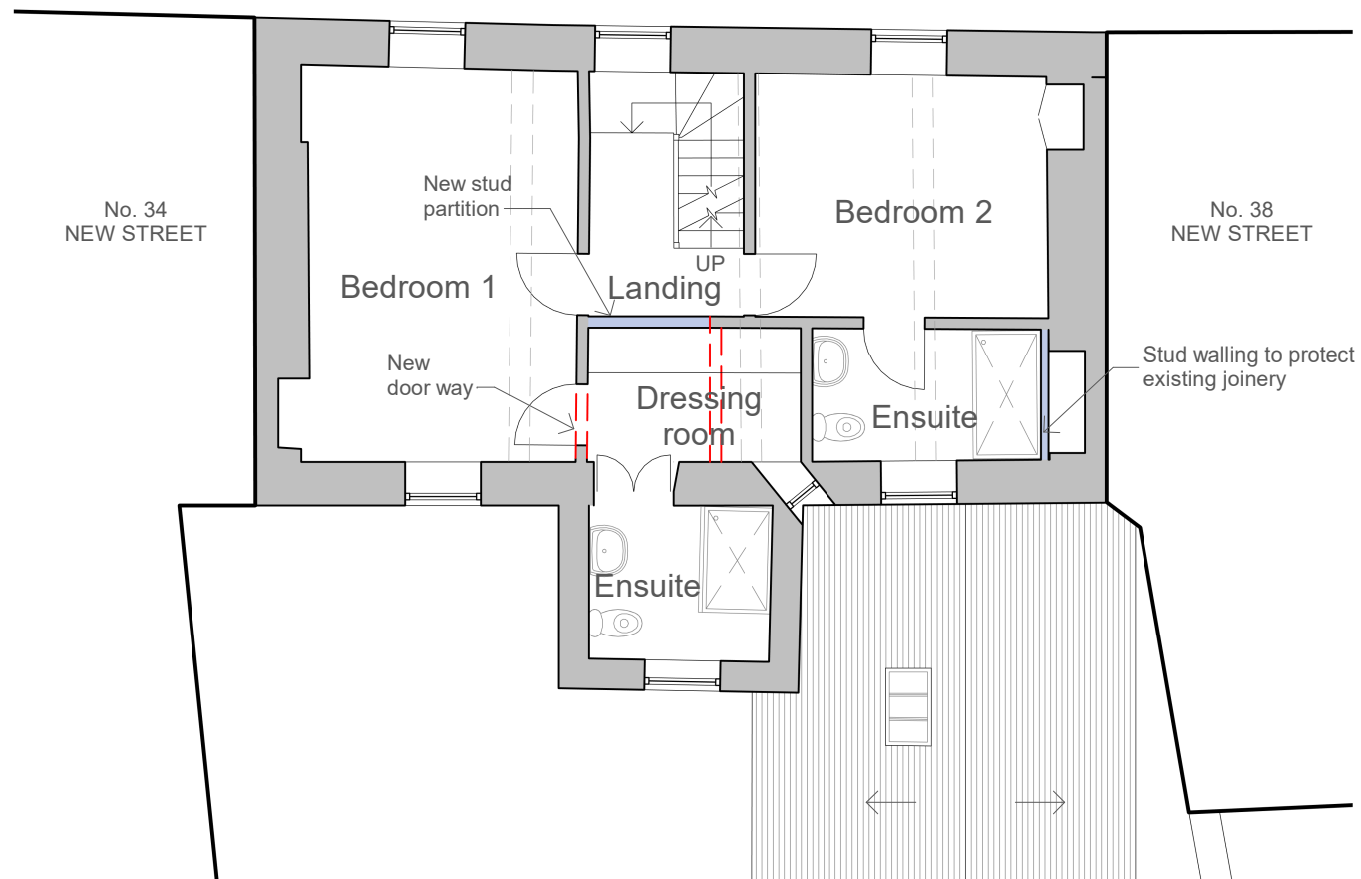 No. 34
NEW STREET
New stud
partition
Bedroom 1
Landing
UP
Bedroom 2
No. 38
NEW STREET
New
door way
Dressing
room
Ensuite
Stud walling to protect
existing joinery
Ensuite